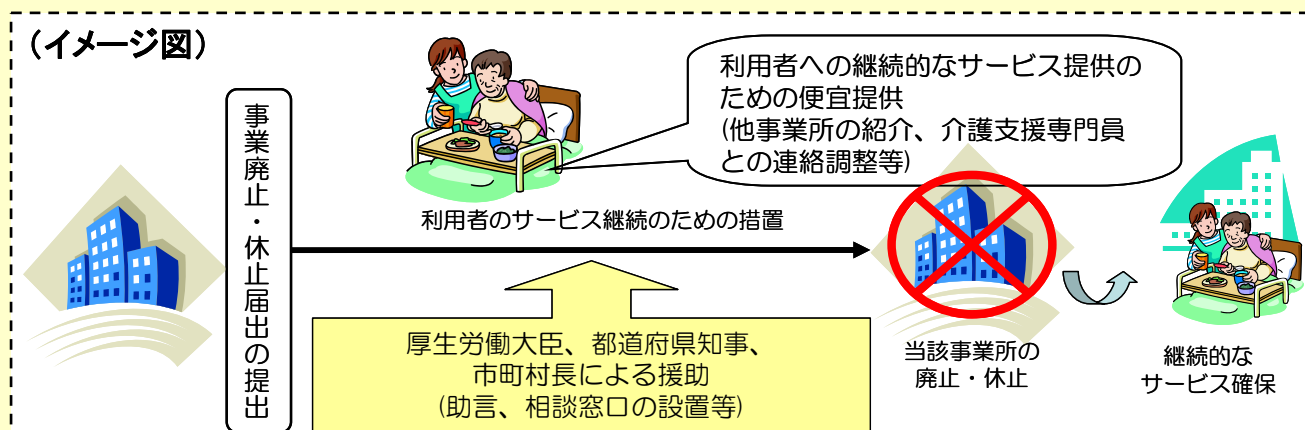 （イメージ図）
利用者への継続的なサービス提供の
ための便宜提供
(他事業所の紹介、介護支援専門員
との連絡調整等)
事業廃止・休止届出の提出
利用者のサービス継続のための措置
厚生労働大臣、都道府県知事、
市町村長による援助
(助言、相談窓口の設置等)
当該事業所の
廃止・休止
継続的な
サービス確保